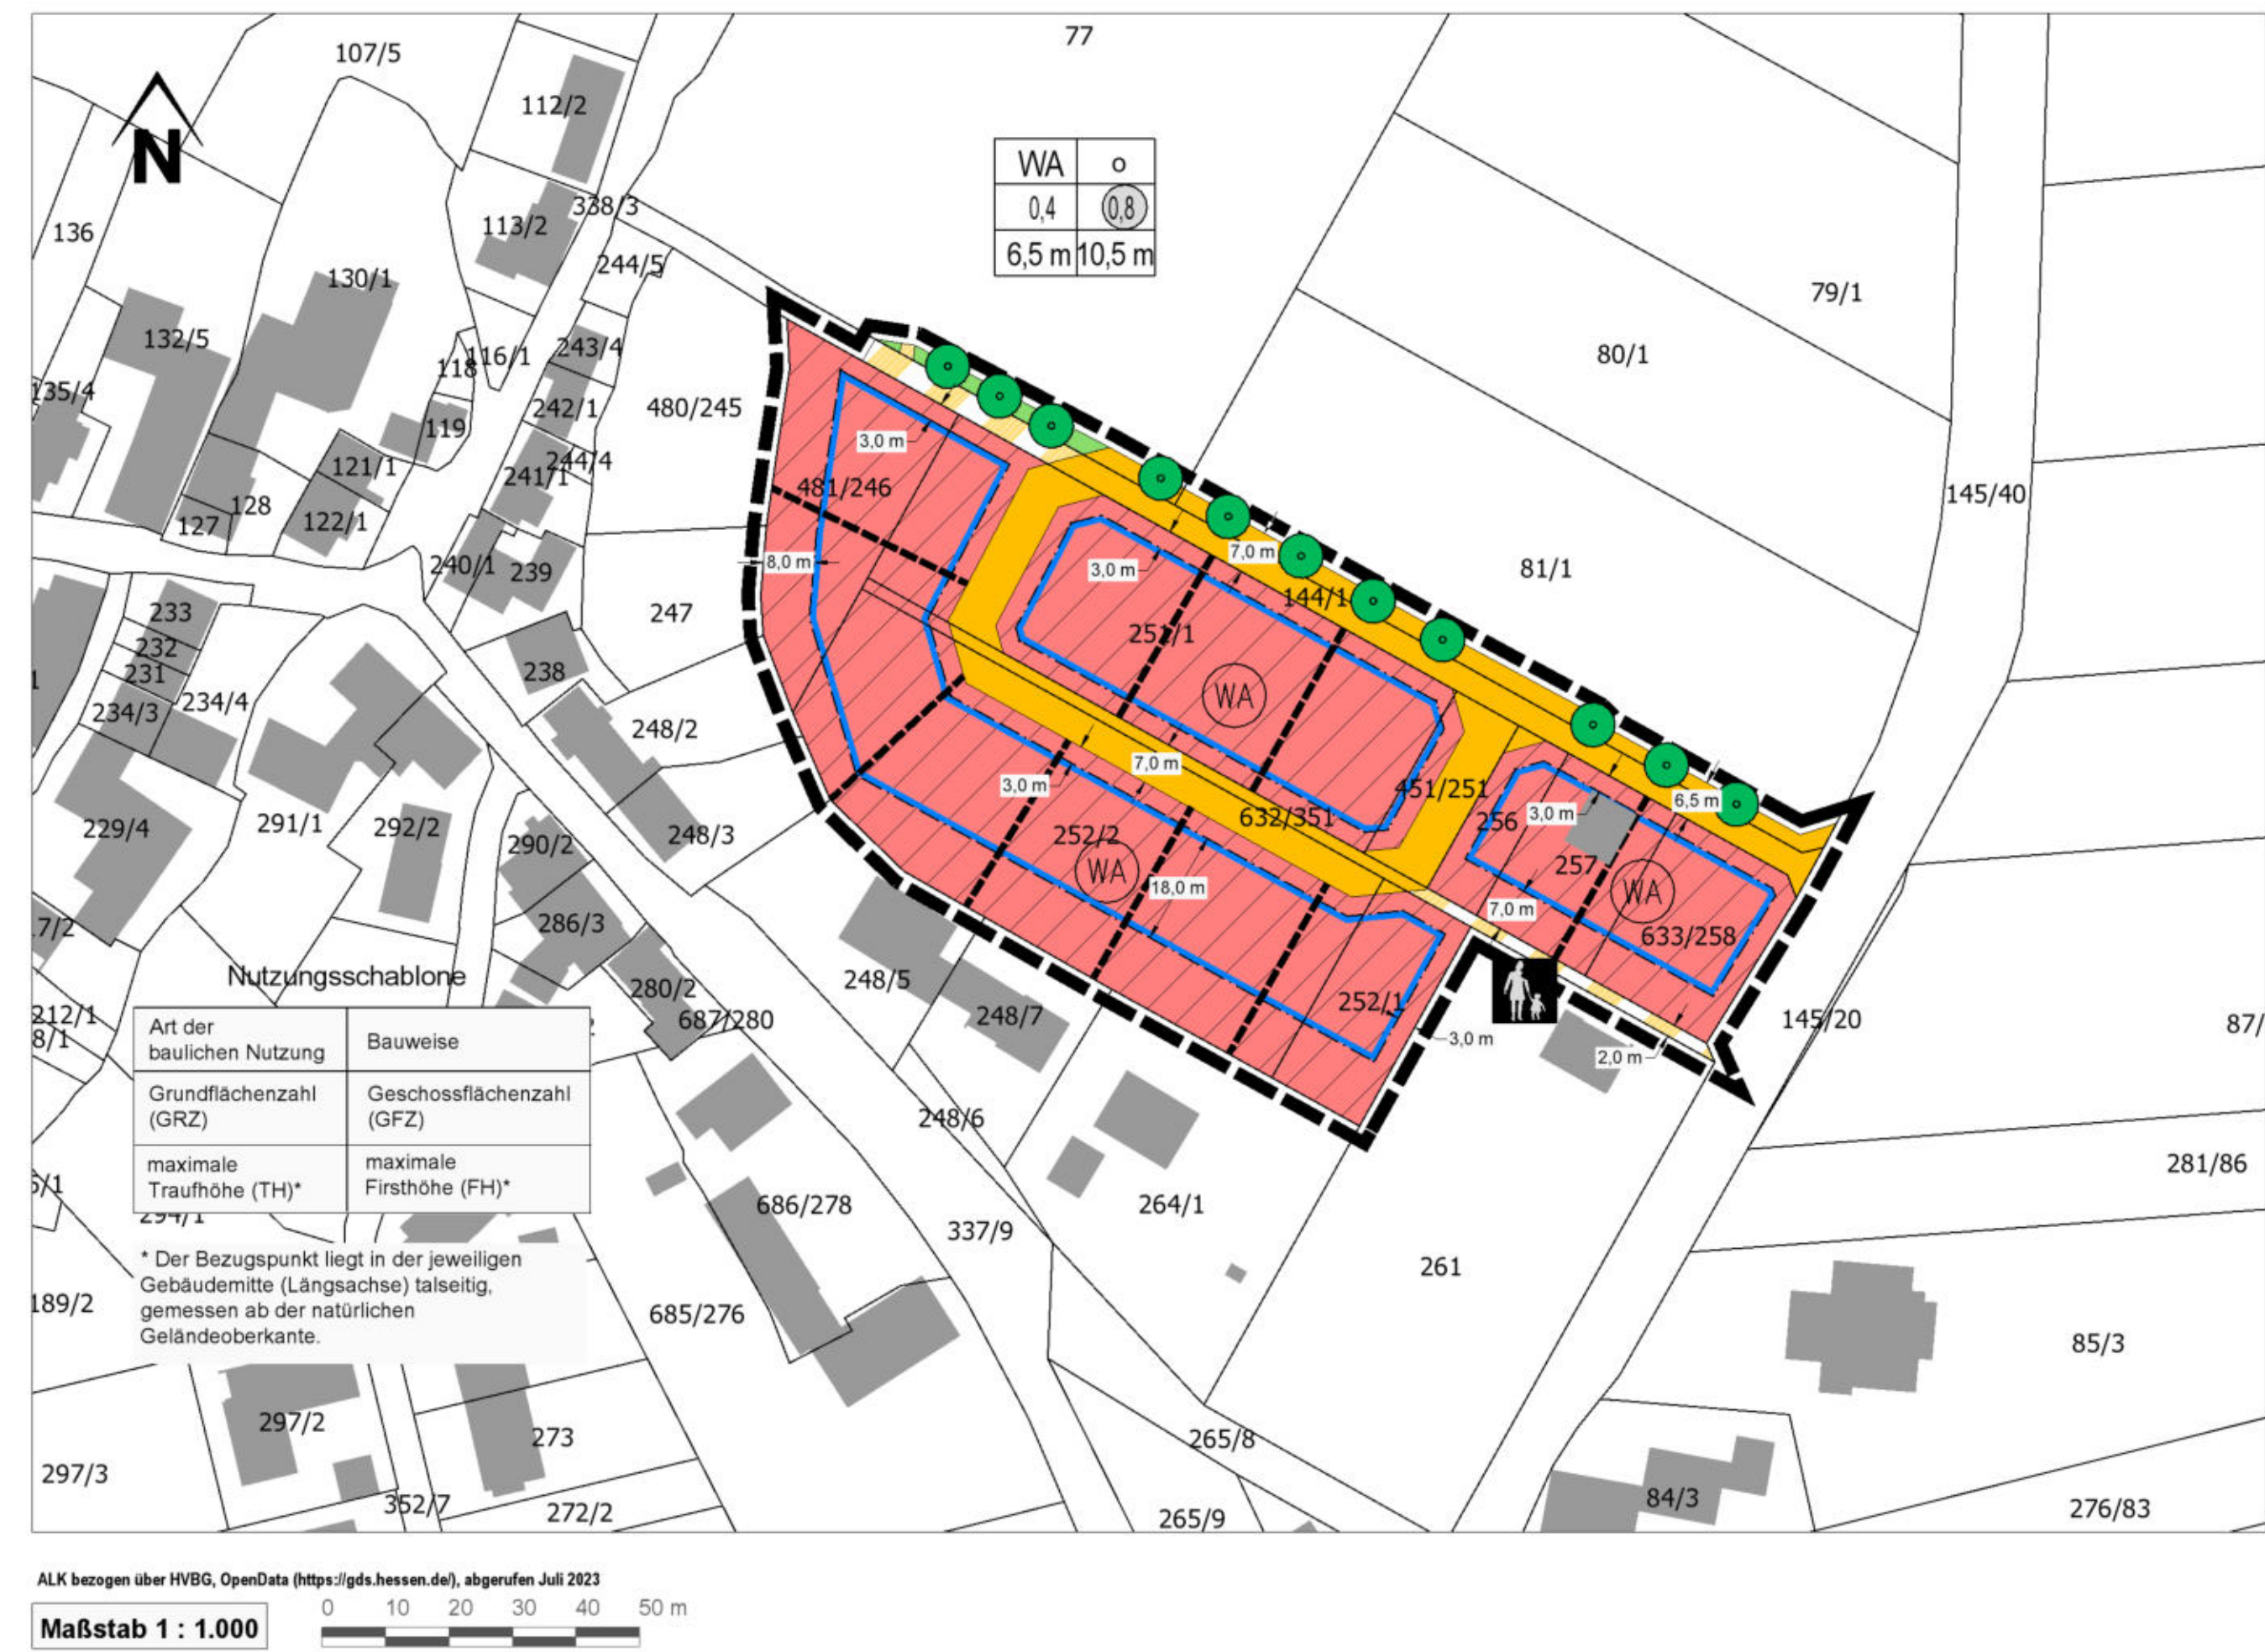 77
107/5
112/2
N
WA o
0,4 0,8
6,5 m 10,5 m
338/3
113/2
136
244/5
130/1
79/1
132/5
243/4
116/1
118
80/1
135/4
242/1
480/245
119
3,0 m
244/4
121/1
241/1
481/246
145/40
128
122/1
127
7,0 m
240/1
239
8,0 m
3,0 m
81/1
144/1
233
247
251/1
232
231
238
WA
234/4
234/3
248/2
7,0 m
3,0 m
451/251
6,5 m
3,0 m
632/351
256
229/4
291/1
292/2
248/3
252/2
290/2
257
WA
18,0 m
WA
7,0 m
286/3
633/258
248/5
280/2
252/1
687/280
248/7
145/20
87/
212/1
8/1
3,0 m
2,0 m
Nutzungsschablone
Art der
baulichen Nutzung
Bauweise
Grundflächenzahl
(GRZ)
Geschossflächenzahl
(GFZ)
maximale
Traufhöhe (TH)*
maximale
Firsthöhe (FH)*
248/6
281/86
294/1
686/278
264/1
337/9
261
* Der Bezugspunkt liegt in der jeweiligen
Gebäudemitte (Längsachse) talseitig,
gemessen ab der natürlichen
Geländeoberkante.
189/2
685/276
85/3
297/2
273
265/8
297/3
84/3
352/7
272/2
265/9
276/83
ALK bezogen über HVBG, OpenData (https://gds.hessen.de/), abgerufen Juli 2023
0 10 20 30 40 50 m
Maßstab 1 : 1.000